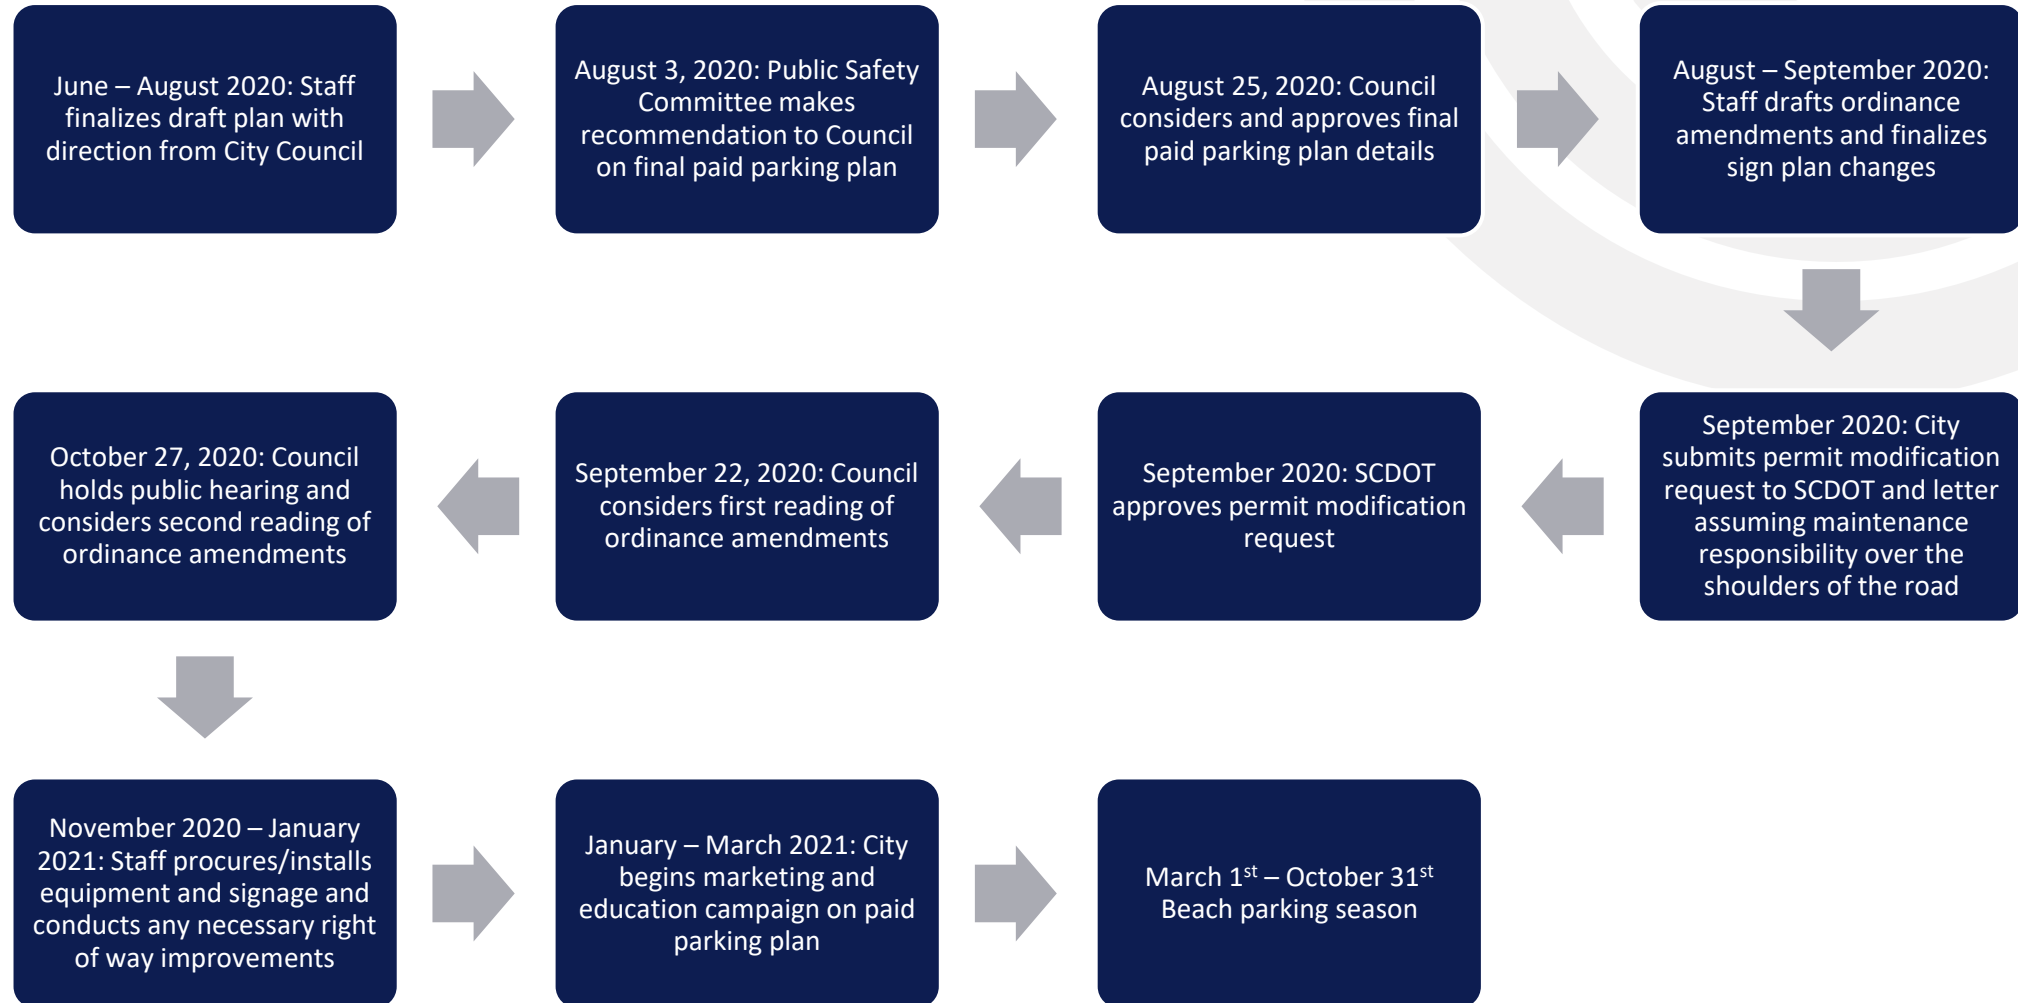 June – August 2020: Staff
finalizes draft plan with
direction from City Council
August 3, 2020: Public Safety
Committee makes
recommendation to Council
on final paid parking plan
August 25, 2020: Council
considers and approves final
paid parking plan details
August – September 2020:
Staff drafts ordinance
amendments and finalizes
sign plan changes
September 2020: City
submits permit modification
request to SCDOT and letter
assuming maintenance
responsibility over the
shoulders of the road
September 2020: SCDOT
approves permit modification
request
September 22, 2020: Council
considers first reading of
ordinance amendments
October 27, 2020: Council
holds public hearing and
considers second reading of
ordinance amendments
November 2020 – January
2021: Staff procures/installs
equipment and signage and
conducts any necessary right
of way improvements
January – March 2021: City
begins marketing and
education campaign on paid
parking plan
March 1st – October 31st
Beach parking season